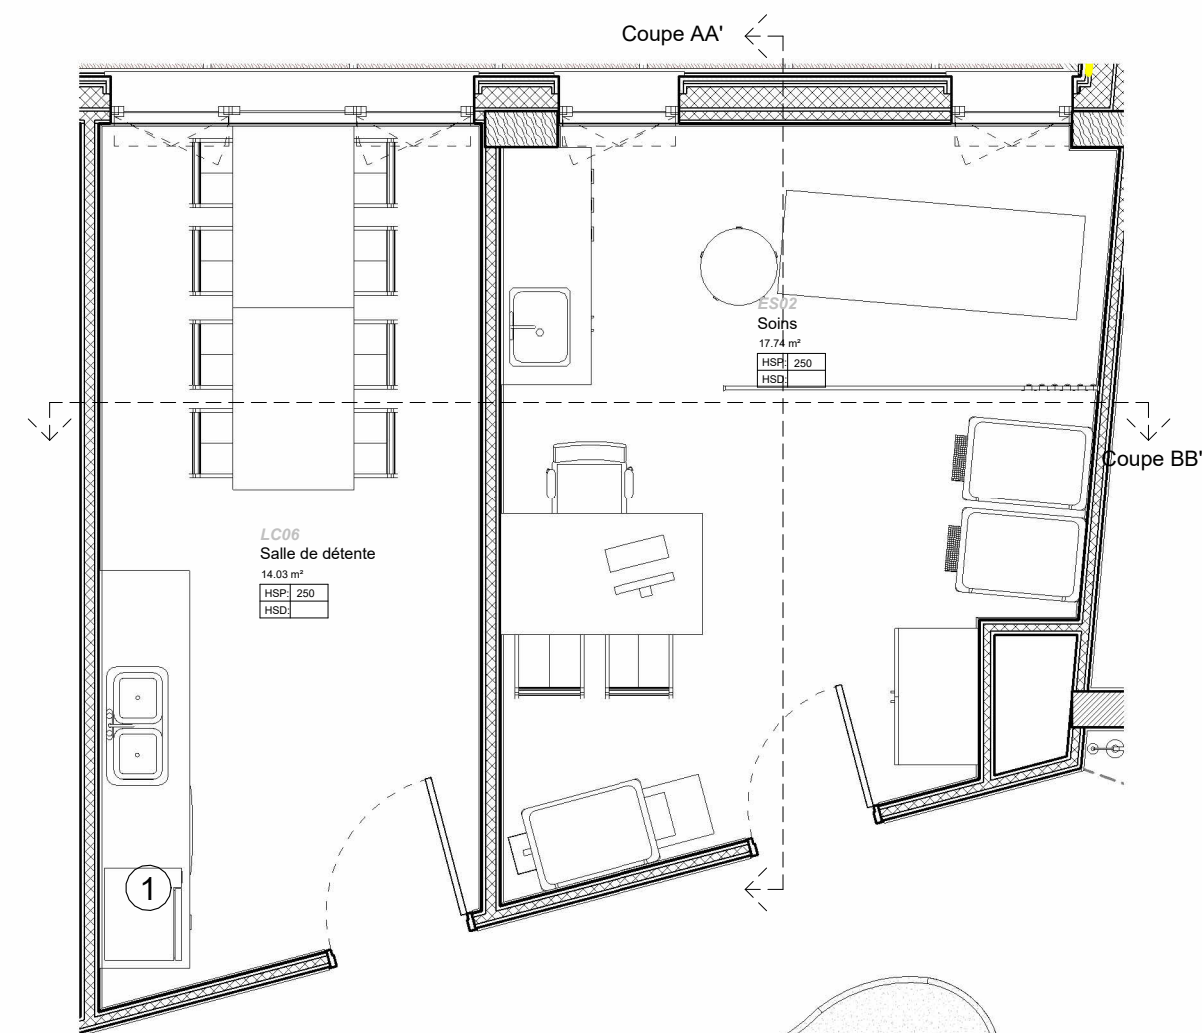 Coupe AA'
ES02
Soins
17.74 m²
HSP: 250
HSD:
Coupe BB'
LC06
Salle de détente
14.03 m²
HSP: 250
HSD:
1